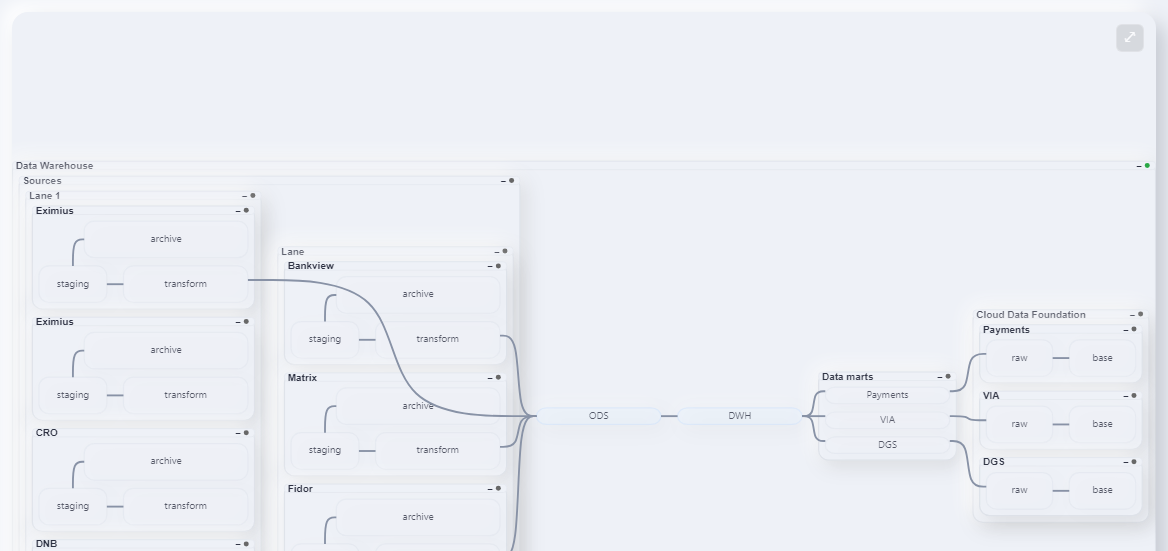 Data Warehouse
Sources
Lane 1
Eximius
archive
staging
transform
Eximius
archive
staging
transform
CRO
archive
staging
transform
DNB
Lane
Bankview
archive
staging
transform
Matrix
archive
staging
transform
Fidor
archive
ODS
DWH
Data marts
Payments
VIA
DGS
Cloud Data Foundation
Payments
raw
base
VIA
raw
base
DGS
raw
base